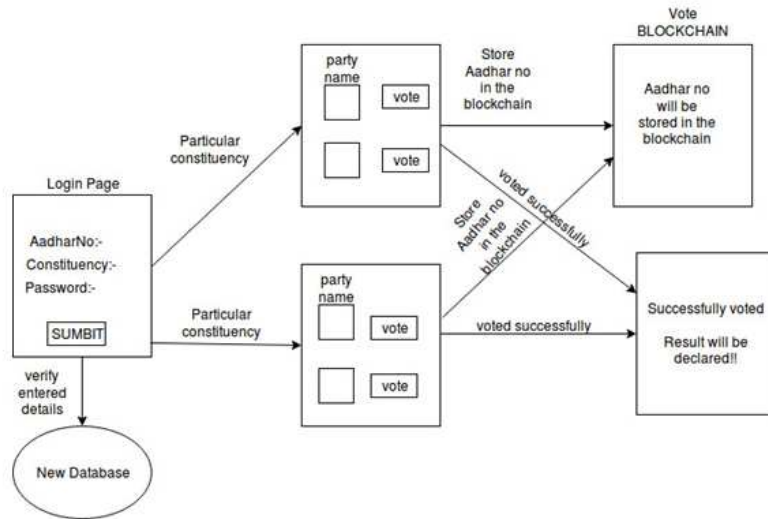 Vote
BLOCKCHAIN
party
name
vote
vote
Store
Aadhar no
in the
blockchain
Aadhar no
will be
stored in the
blockchain
Particular
constituency
Login Page
AadharNo:-
Constituency:-
Password:-
SUMBIT
voted successfully
Store
Aadhar no
in the
blockchain
Particular
constituency
party
name
vote
vote
voted successfully
Successfully voted
Result will be
declared!!
verify
entered
details
New Database